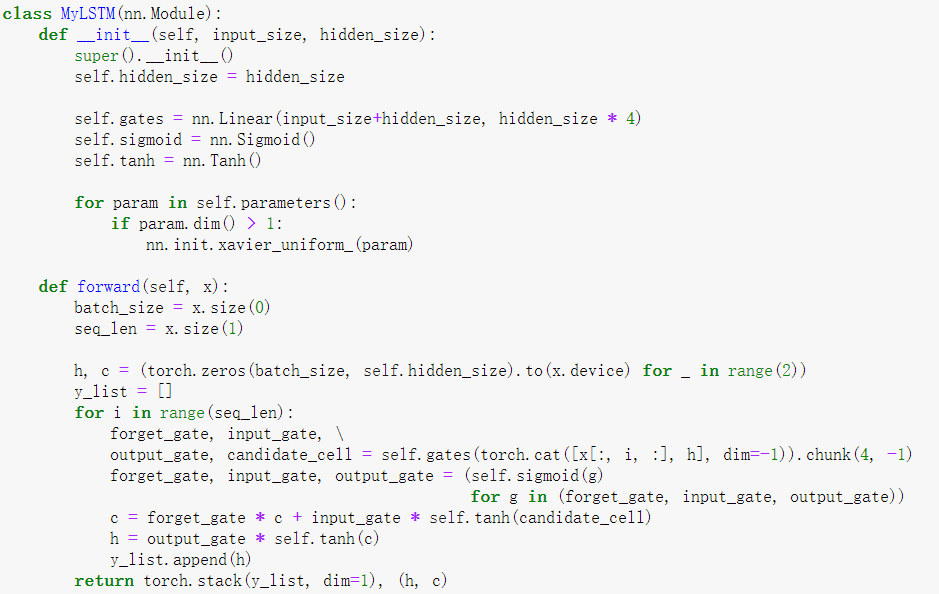 class MyLSTM(nn.Module):
    def __init__(self, input_size, hidden_size):
        super().__init__()
        self.hidden_size = hidden_size

        self.gates = nn.Linear(input_size+hidden_size, hidden_size * 4)
        self.sigmoid = nn.Sigmoid()
        self.tanh = nn.Tanh()

        for param in self.parameters():
            if param.dim() > 1:
                nn.init.xavier_uniform_(param)

    def forward(self, x):
        batch_size = x.size(0)
        seq_len = x.size(1)

        h, c = (torch.zeros(batch_size, self.hidden_size).to(x.device) for _ in range(2))
        y_list = []
        for i in range(seq_len):
            forget_gate, input_gate, \
            output_gate, candidate_cell = self.gates(torch.cat([x[:, i, :], h], dim=-1)).chunk(4, -1)
            forget_gate, input_gate, output_gate = (self.sigmoid(g)
                                                    for g in (forget_gate, input_gate, output_gate))
            c = forget_gate * c + input_gate * self.tanh(candidate_cell)
            h = output_gate * self.tanh(c)
            y_list.append(h)
        return torch.stack(y_list, dim=1), (h, c)